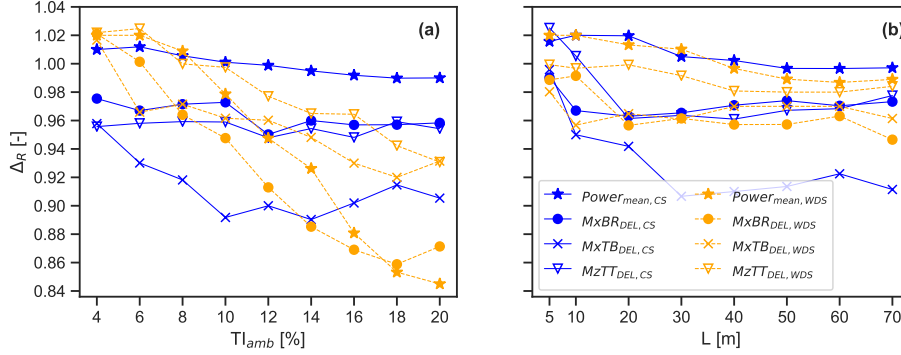 (a)
Δ_R [-]
1.04
1.02
1.00
0.98
0.96
0.94
0.92
0.90
0.88
0.86
0.84
4 6 8 10 12 14 16 18 20
TI_amb [%]
(b)
Power_mean, CS
MxBR_DEL, CS
MxTB_DEL, CS
MzTT_DEL, CS
Power_mean, WDS
MxBR_DEL, WDS
MxTB_DEL, WDS
MzTT_DEL, WDS
5 10 20 30 40 50 60 70
L [m]